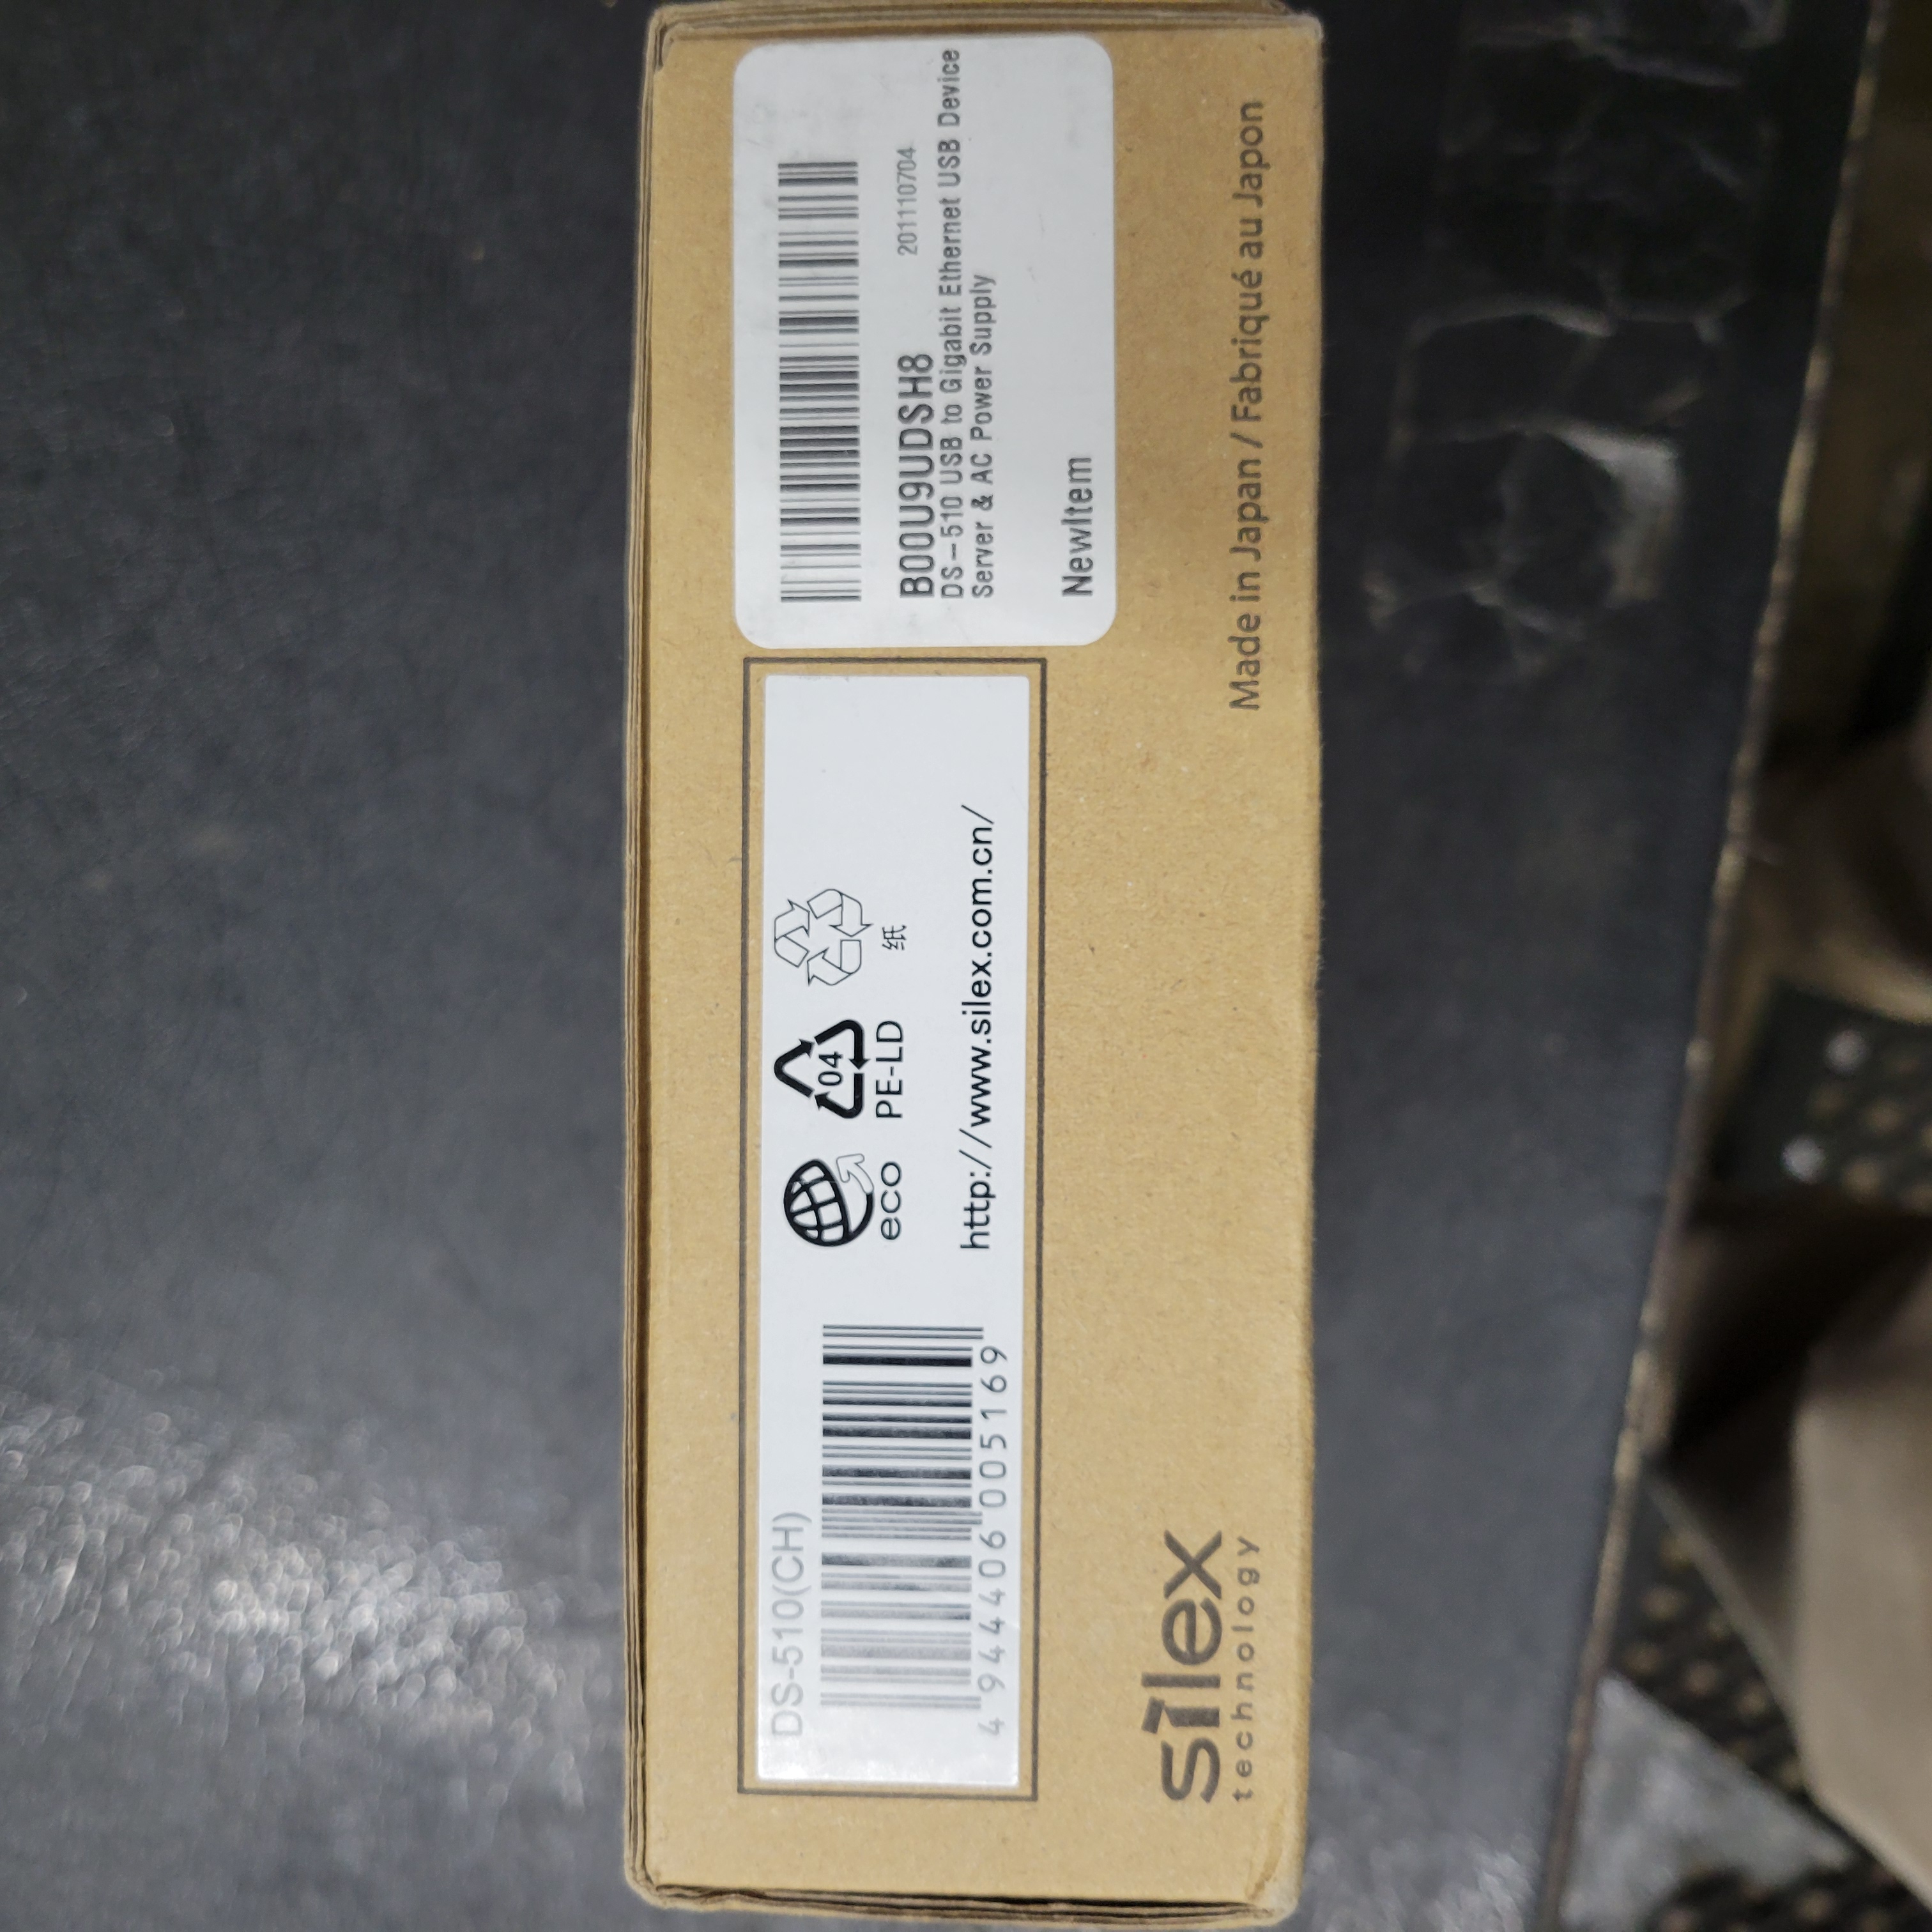 DS-510(CH)
4 944406 005169
eco
04
PE-LD
纸
http://www.silex.com.cn/
B00U9UDSH8
201110704
DS-510 USB to Gigabit Ethernet USB Device
Server & AC Power Supply
NewItem
silex
technology
Made in Japan / Fabriqué au Japon